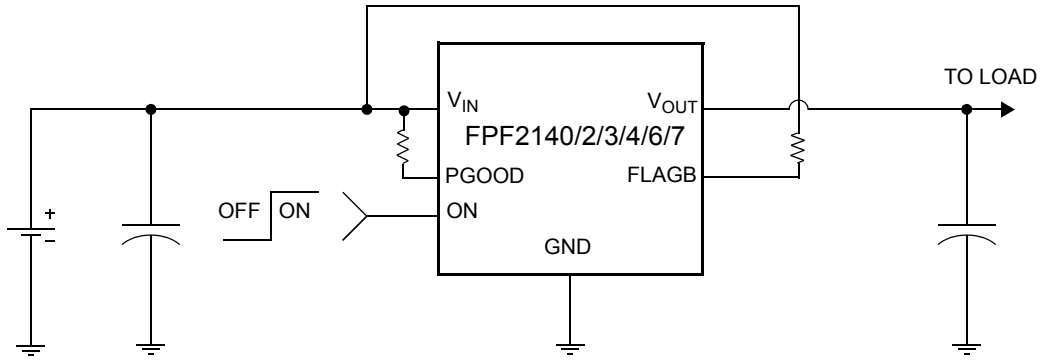 TO LOAD
V_IN
V_OUT
FPF2140/2/3/4/6/7
PGOOD
FLAGB
OFF
ON
ON
GND
+
–